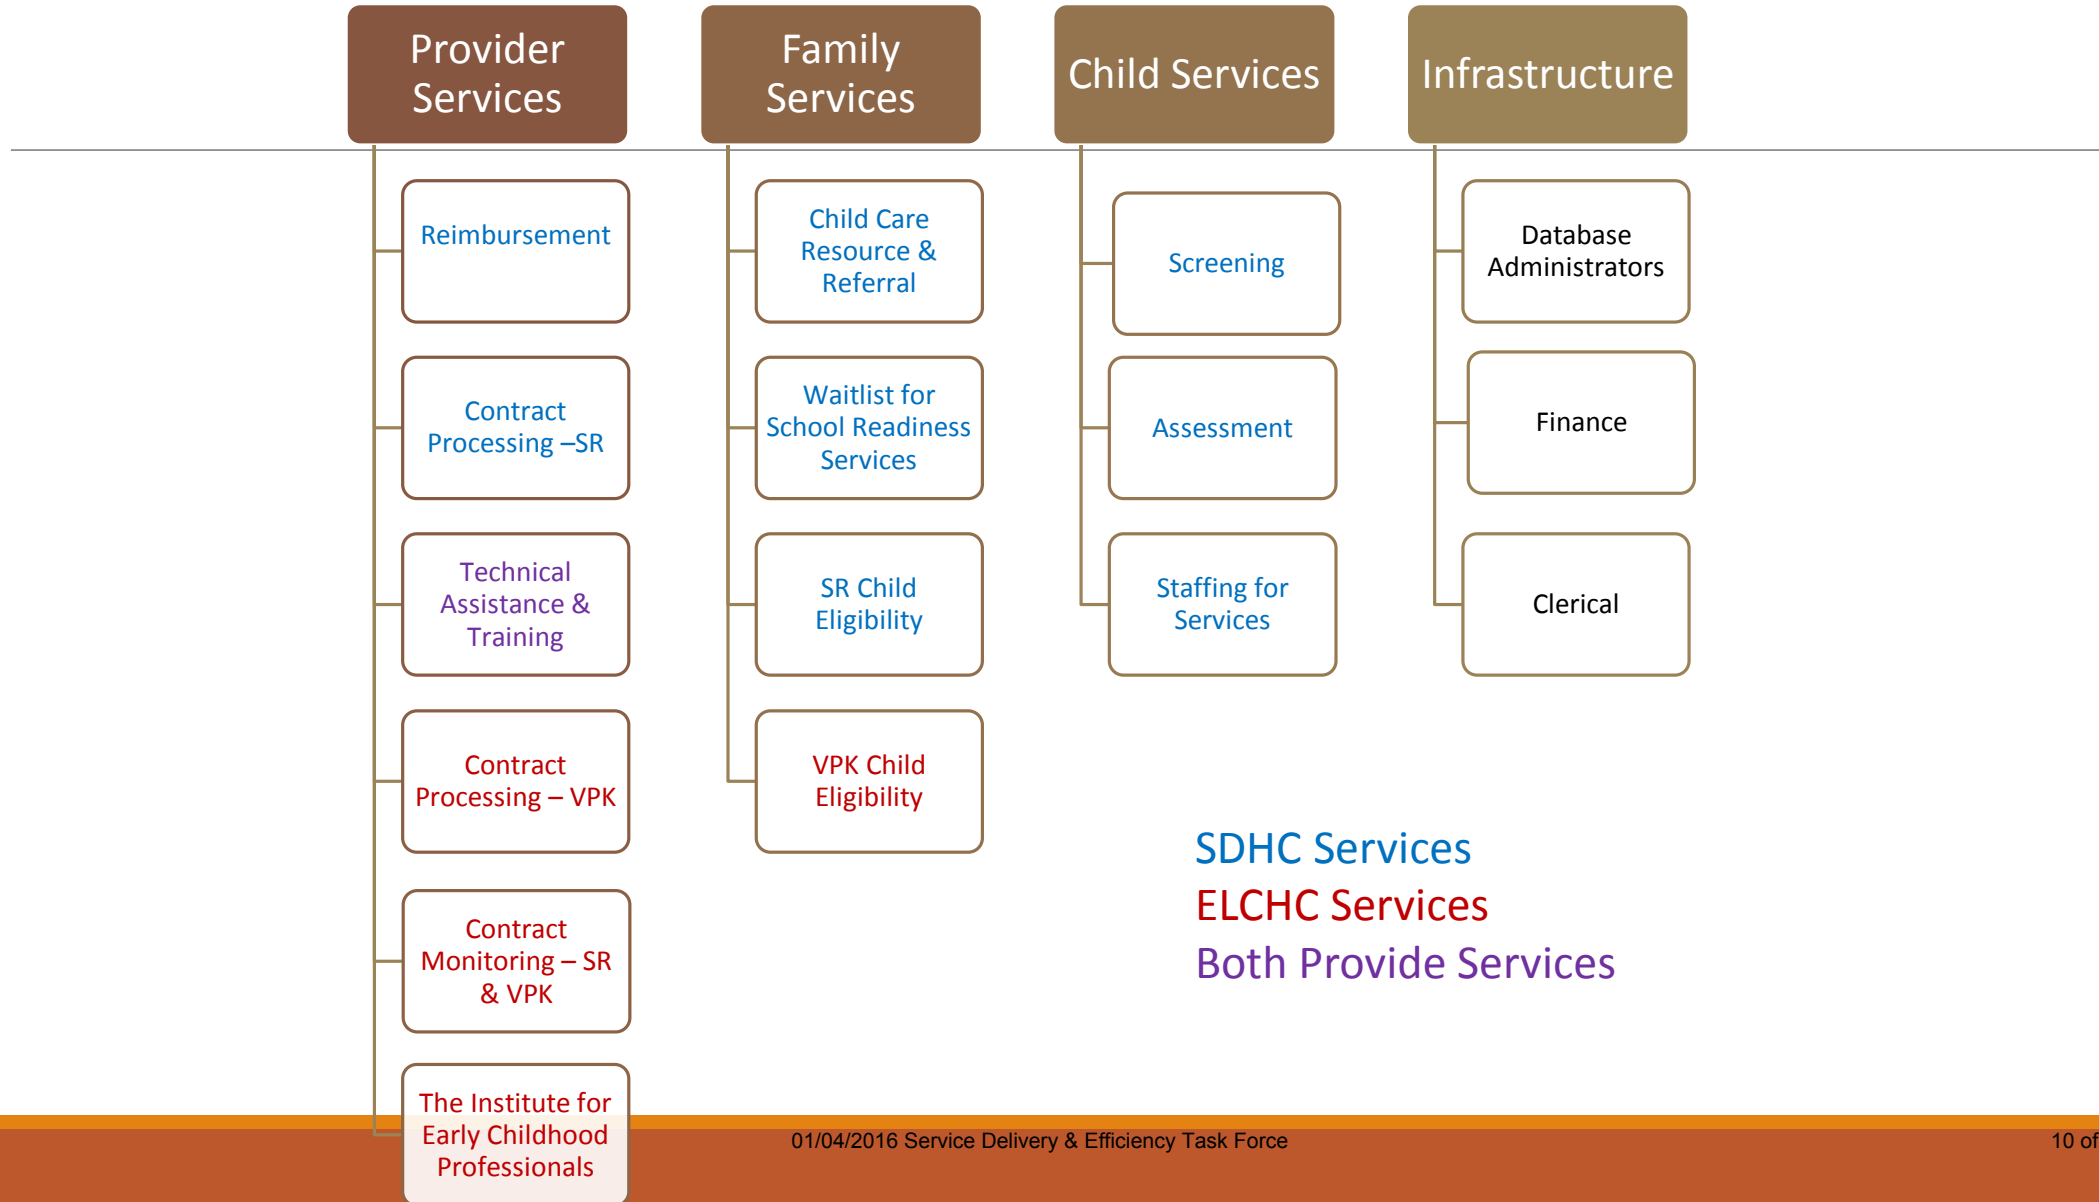 Provider
Services
Family
Services
Child Services
Infrastructure
Reimbursement
Contract
Processing –SR
Technical
Assistance &
Training
Contract
Processing – VPK
Contract
Monitoring – SR
& VPK
The Institute for
Early Childhood
Professionals
Child Care
Resource &
Referral
Waitlist for
School Readiness
Services
SR Child
Eligibility
VPK Child
Eligibility
Screening
Assessment
Staffing for
Services
Database
Administrators
Finance
Clerical
SDHC Services
ELCHC Services
Both Provide Services
01/04/2016 Service Delivery & Efficiency Task Force
10 of